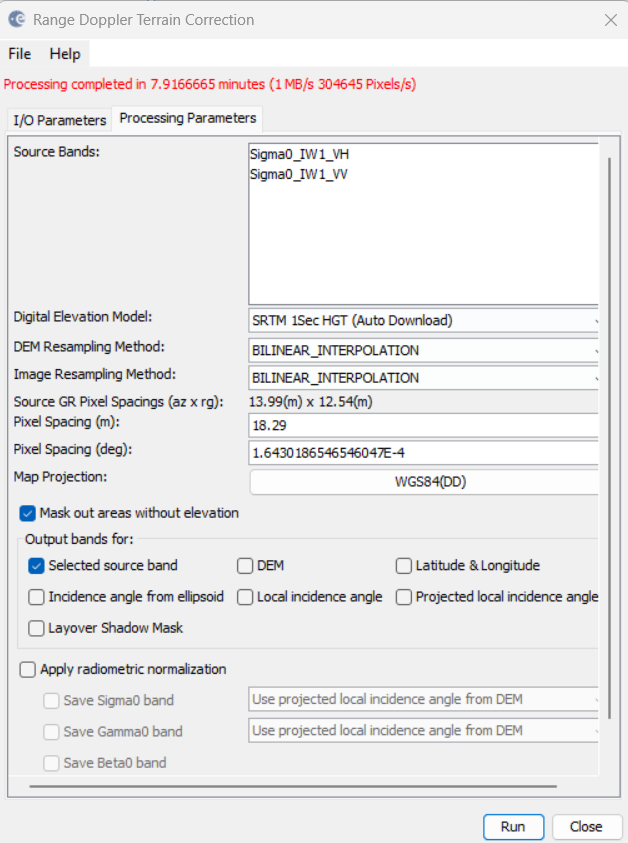 Range Doppler Terrain Correction
File Help
Processing completed in 7.9166665 minutes (1 MB/s 304645 Pixels/s)
I/O Parameters Processing Parameters
Source Bands:
Sigma0_IW1_VH
Sigma0_IW1_VV
Digital Elevation Model: SRTM 1Sec HGT (Auto Download)
DEM Resampling Method: BILINEAR_INTERPOLATION
Image Resampling Method: BILINEAR_INTERPOLATION
Source GR Pixel Spacings (az x rg): 13.99(m) x 12.54(m)
Pixel Spacing (m): 18.29
Pixel Spacing (deg): 1.6430186546546047E-4
Map Projection: WGS84(DD)
Mask out areas without elevation
Output bands for:
Selected source band DEM Latitude & Longitude
Incidence angle from ellipsoid Local incidence angle Projected local incidence angle
Layover Shadow Mask
Apply radiometric normalization
Save Sigma0 band Use projected local incidence angle from DEM
Save Gamma0 band Use projected local incidence angle from DEM
Save Beta0 band
Run Close